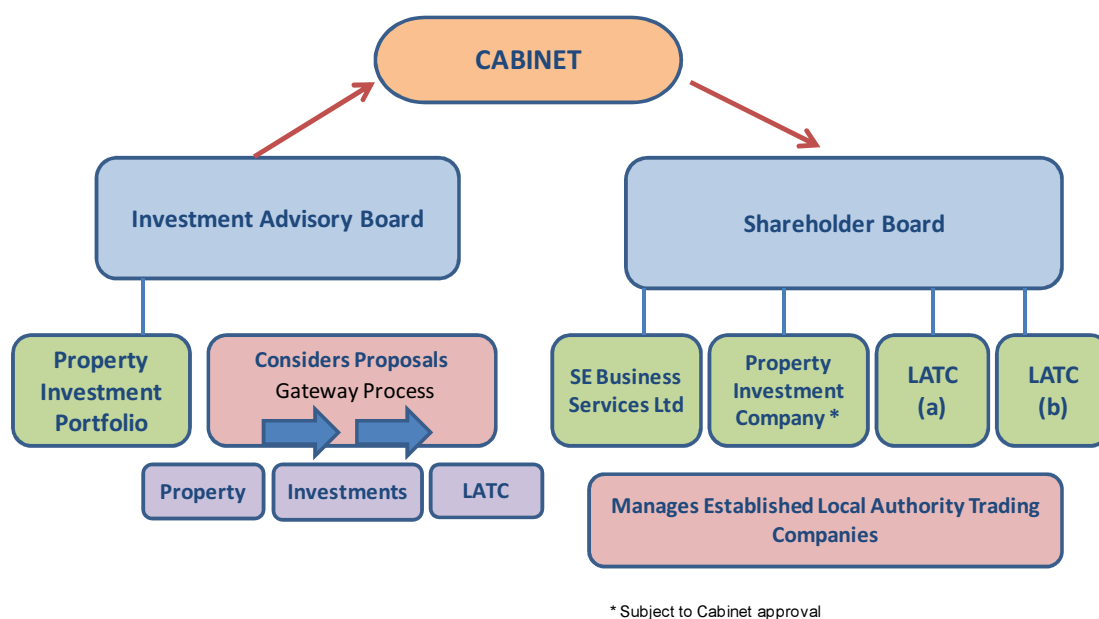 CABINET
Investment Advisory Board
Shareholder Board
Property
Investment
Portfolio
Considers Proposals
Gateway Process
Property
Investments
LATC
SE Business
Services Ltd
Property
Investment
Company *
LATC
(a)
LATC
(b)
Manages Established Local Authority Trading
Companies
* Subject to Cabinet approval